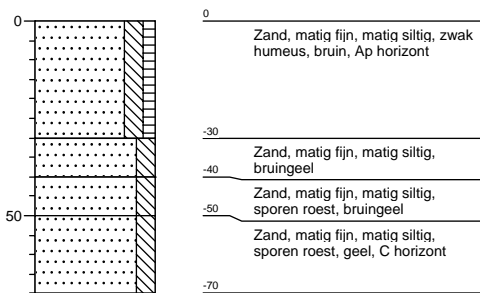 0
0
Zand, matig fijn, matig siltig, zwak
humeus, bruin, Ap horizont
-30
Zand, matig fijn, matig siltig,
bruingeel
-40
Zand, matig fijn, matig siltig,
sporen roest, bruingeel
50
-50
Zand, matig fijn, matig siltig,
sporen roest, geel, C horizont
-70